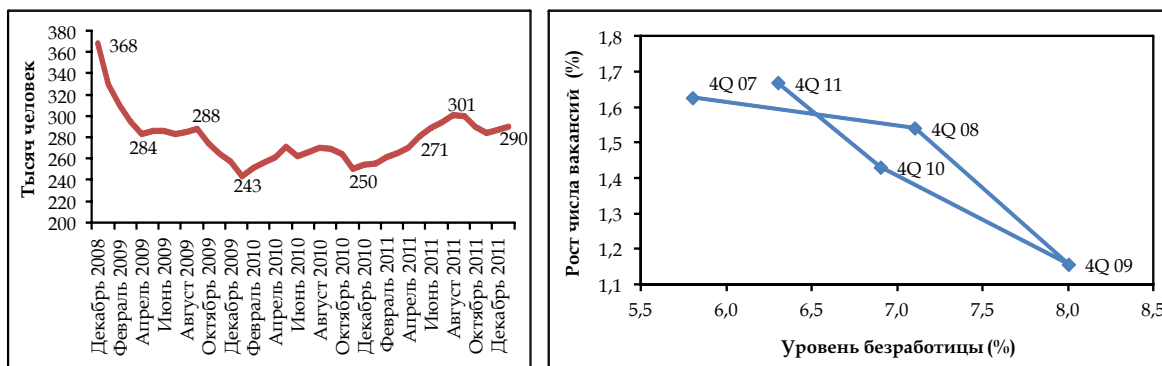 Тысяч человек
380
360
340
320
300
280
260
240
220
200
368
284
288
243
250
271
301
290
Декабрь 2008
Февраль 2009
Апрель 2009
Июнь 2009
Август 2009
Октябрь 2009
Декабрь 2009
Февраль 2010
Апрель 2010
Июнь 2010
Август 2010
Октябрь 2010
Декабрь 2010
Февраль 2011
Апрель 2011
Июнь 2011
Август 2011
Октябрь 2011
Декабрь 2011
Рост числа вакансий (%)
1,8
1,7
1,6
1,5
1,4
1,3
1,2
1,1
4Q 07
4Q 11
4Q 08
4Q 10
4Q 09
5,5
6,0
6,5
7,0
7,5
8,0
8,5
Уровень безработицы (%)